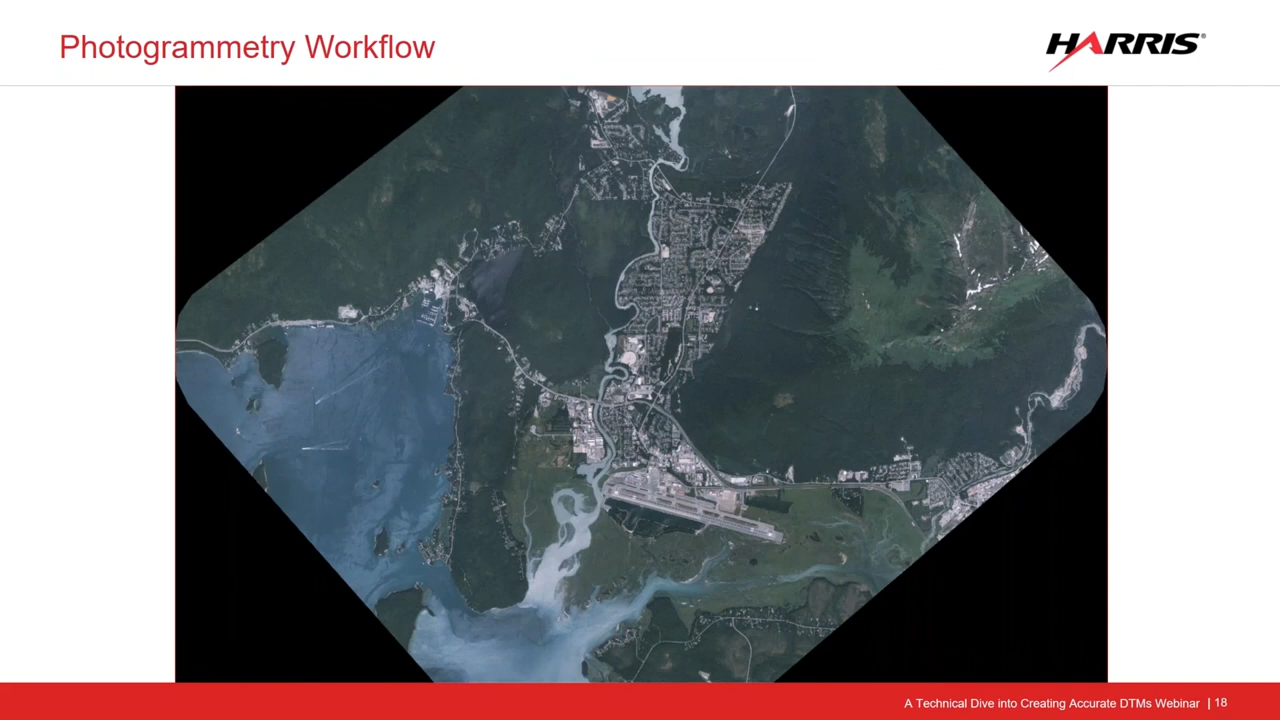 Photogrammetry Workflow
HARRIS®
A Technical Dive into Creating Accurate DTMs Webinar | 18